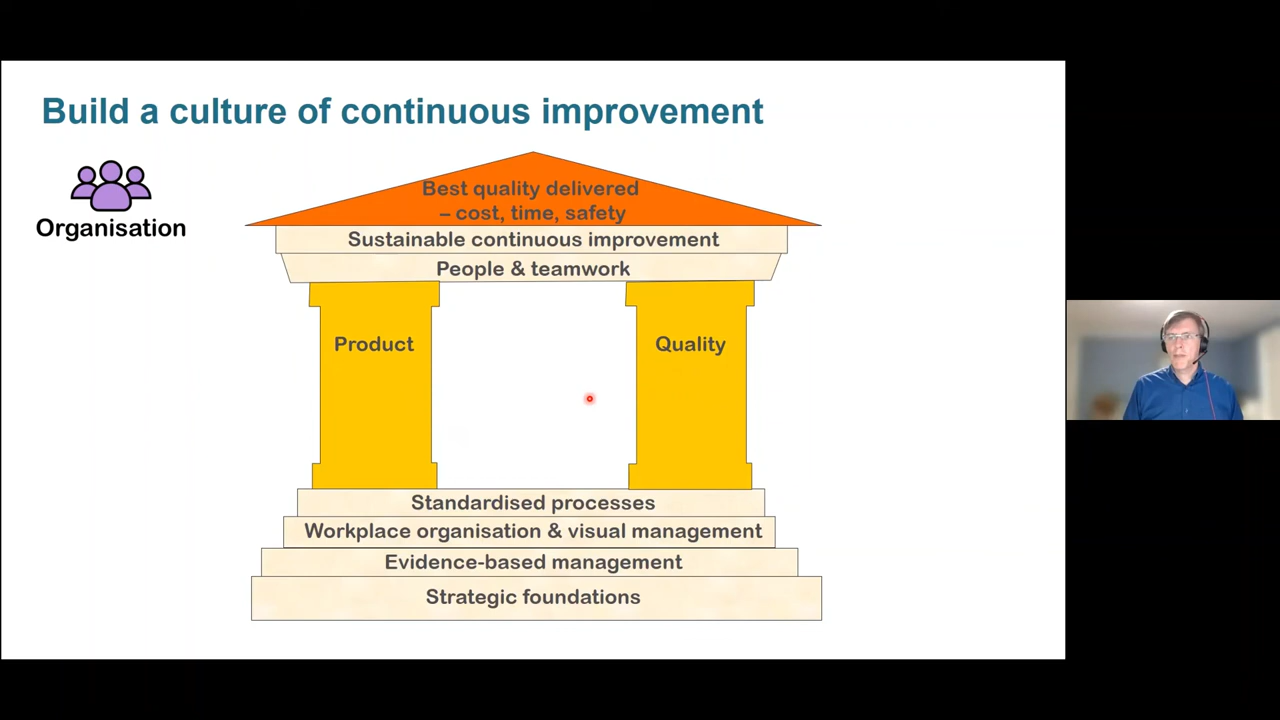 Build a culture of continuous improvement
Organisation
Best quality delivered
– cost, time, safety
Sustainable continuous improvement
People & teamwork
Product
Quality
Standardised processes
Workplace organisation & visual management
Evidence-based management
Strategic foundations